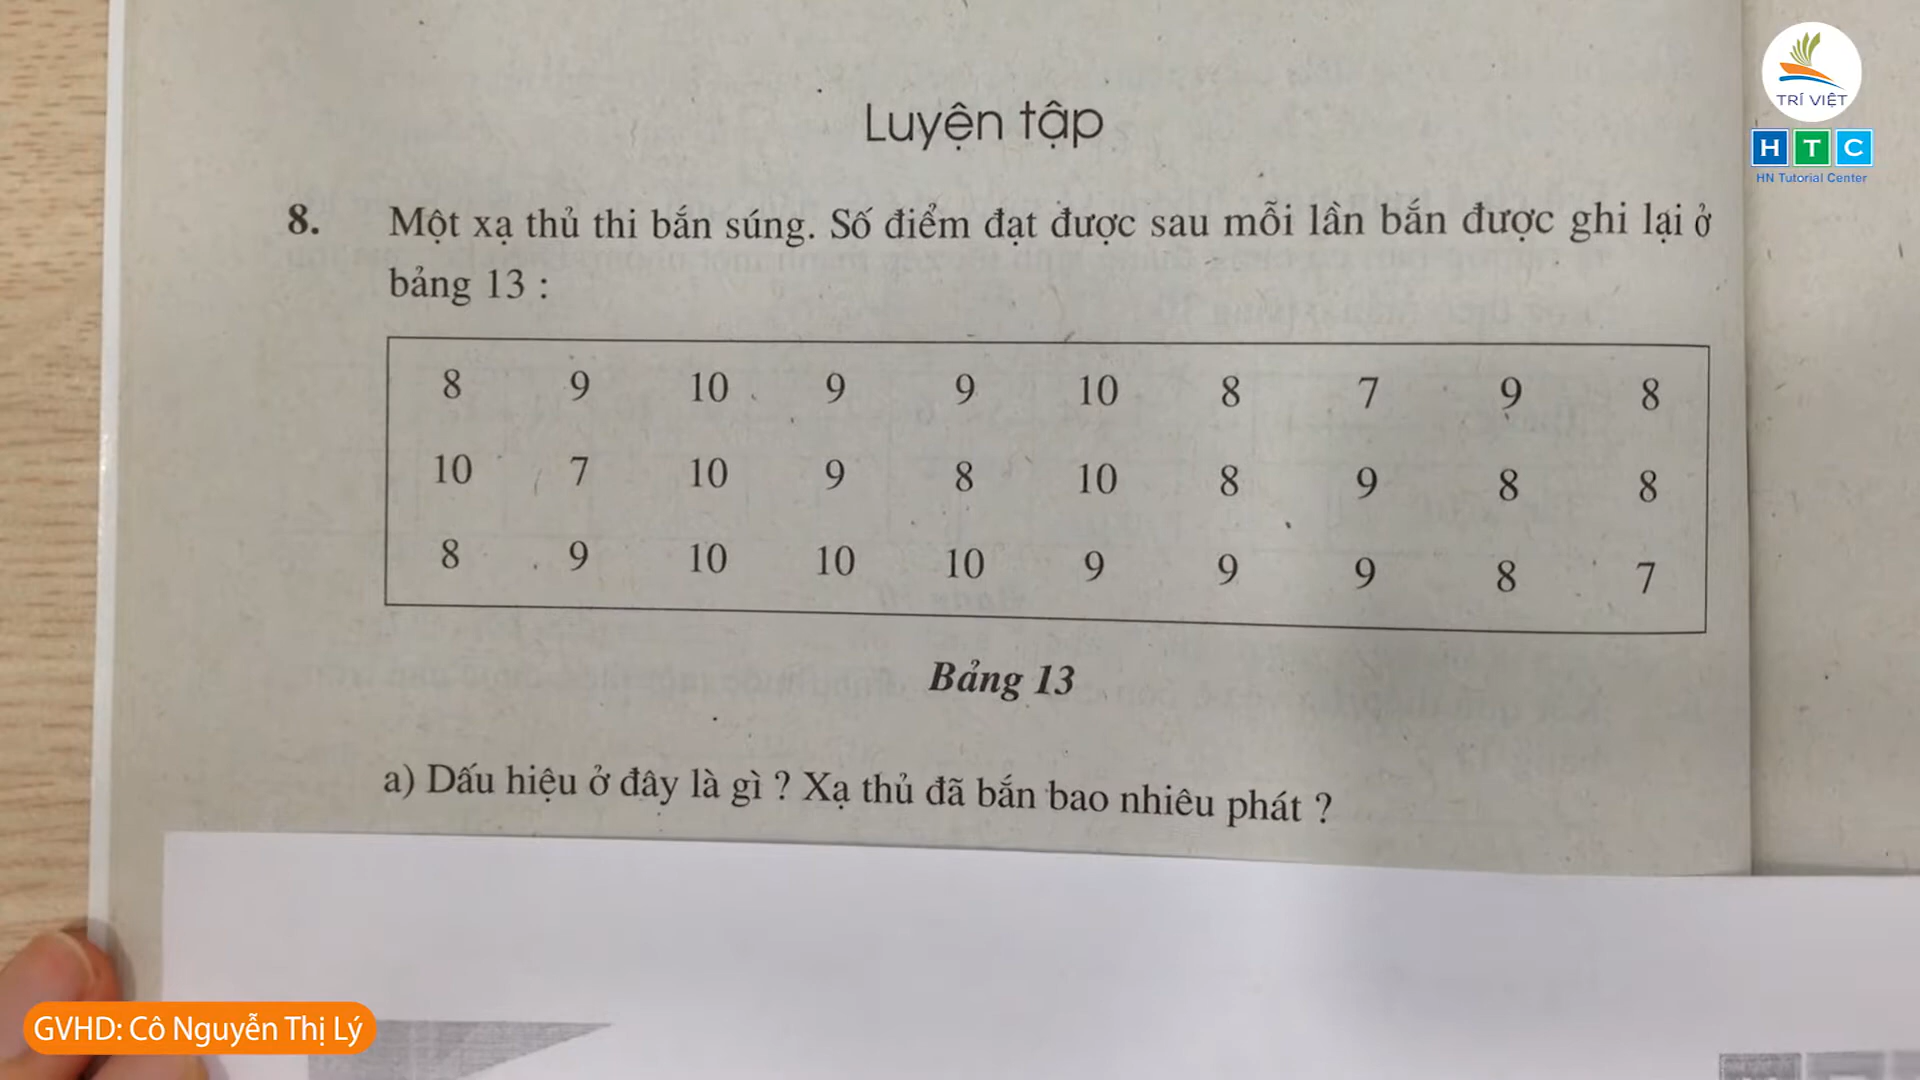 Luyện tập
8. Một xạ thủ thi bắn súng. Số điểm đạt được sau mỗi lần bắn được ghi lại ở
bảng 13 :
8 9 10 9 9 10 8 7 9 8
10 7 10 9 8 10 8 9 8 8
8 9 10 10 10 9 9 9 8 7
Bảng 13
a) Dấu hiệu ở đây là gì ? Xạ thủ đã bắn bao nhiêu phát ?
TRÍ VIỆT
H T C
HN Tutorial Center
GVHD: Cô Nguyễn Thị Lý